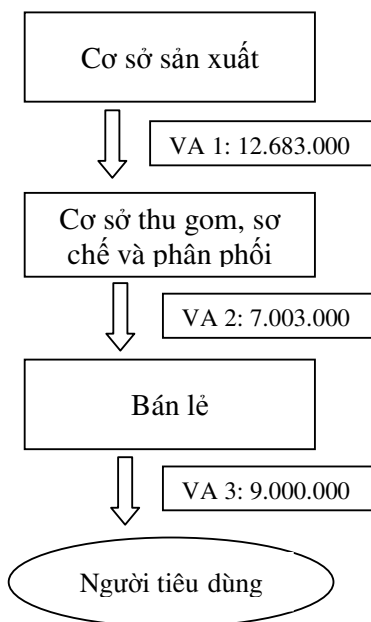 Cơ sở sản xuất
VA 1: 12.683.000
Cơ sở thu gom, sơ
chế và phân phối
VA 2: 7.003.000
Bán lẻ
VA 3: 9.000.000
Người tiêu dùng